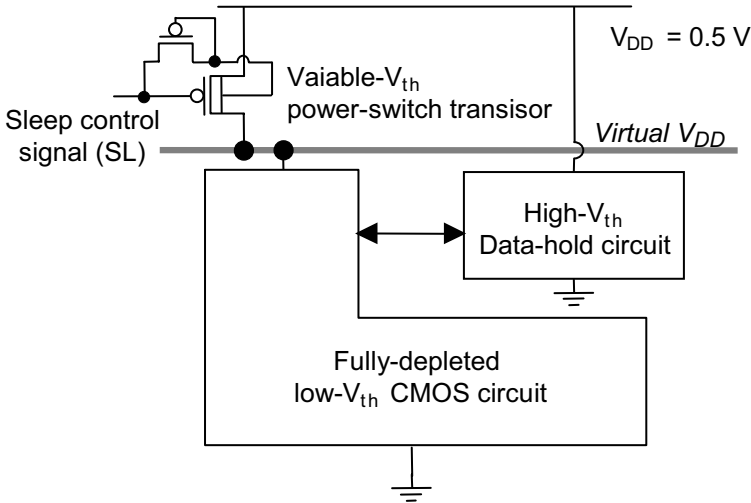 V_DD = 0.5 V
Vaiable-V_th
power-switch transisor
Sleep control
signal (SL)
Virtual V_DD
High-V_th
Data-hold circuit
Fully-depleted
low-V_th CMOS circuit